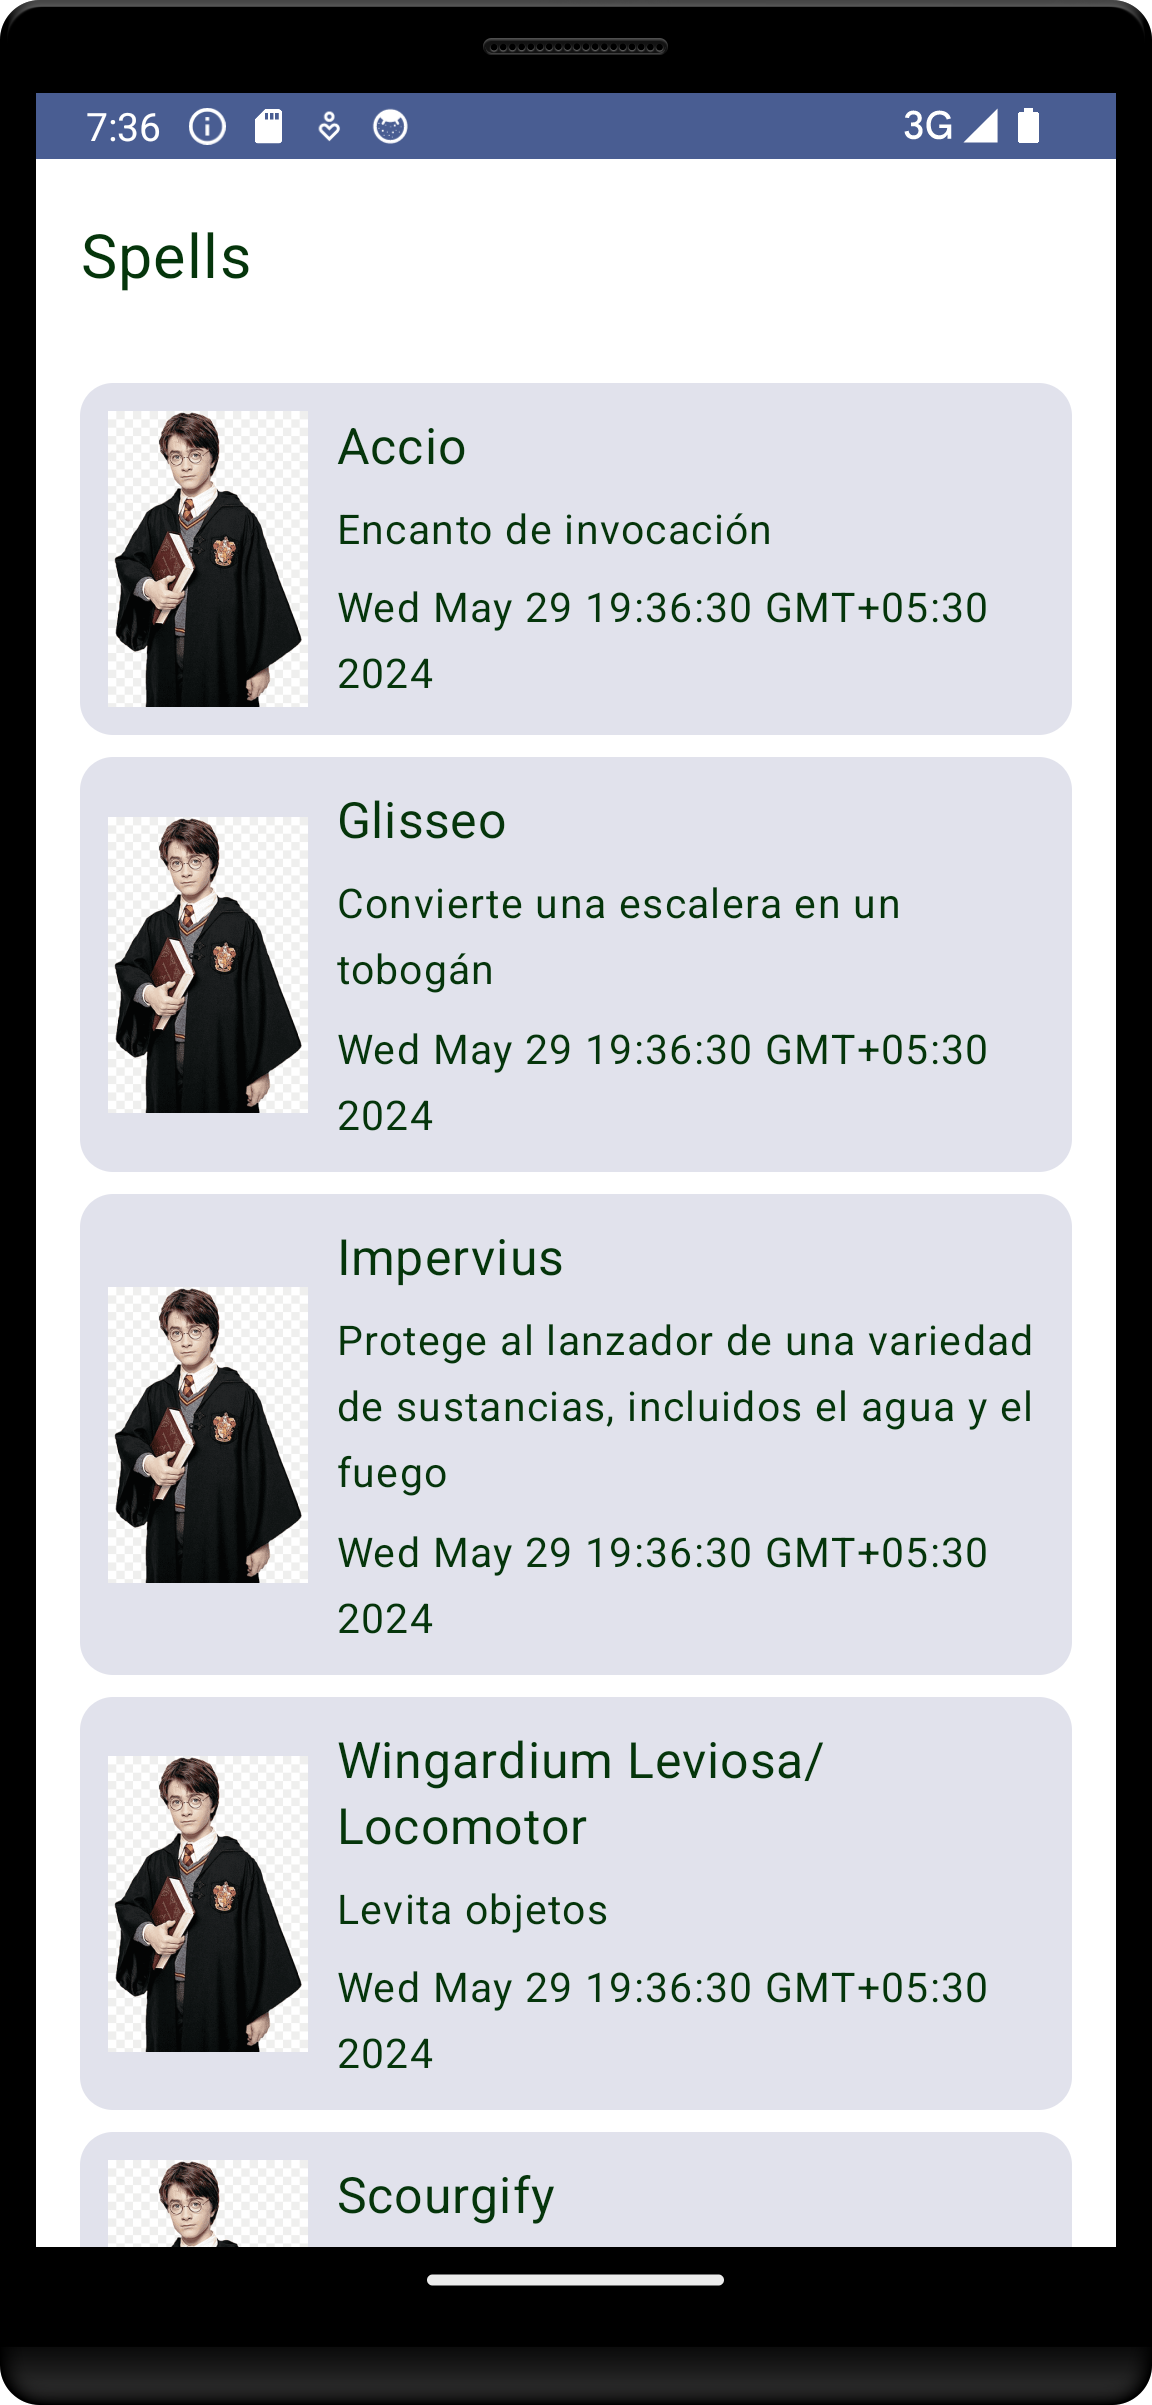 7:36
3G
Spells
Accio
Encanto de invocación
Wed May 29 19:36:30 GMT+05:30
2024
Glisseo
Convierte una escalera en un
tobogán
Wed May 29 19:36:30 GMT+05:30
2024
Impervius
Protege al lanzador de una variedad
de sustancias, incluidos el agua y el
fuego
Wed May 29 19:36:30 GMT+05:30
2024
Wingardium Leviosa/
Locomotor
Levita objetos
Wed May 29 19:36:30 GMT+05:30
2024
Scourgify